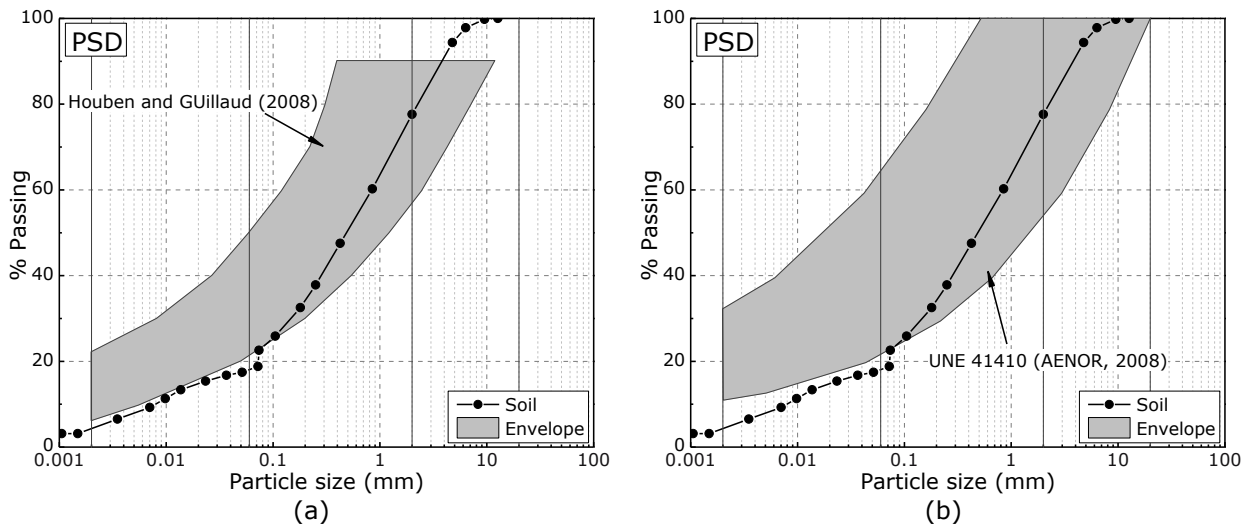 PSD
Houben and GUillaud (2008)
% Passing
100
80
60
40
20
0
0.001 0.01 0.1 1 10 100
Particle size (mm)
Soil
Envelope
(a)
PSD
UNE 41410 (AENOR, 2008)
% Passing
100
80
60
40
20
0
0.001 0.01 0.1 1 10 100
Particle size (mm)
Soil
Envelope
(b)